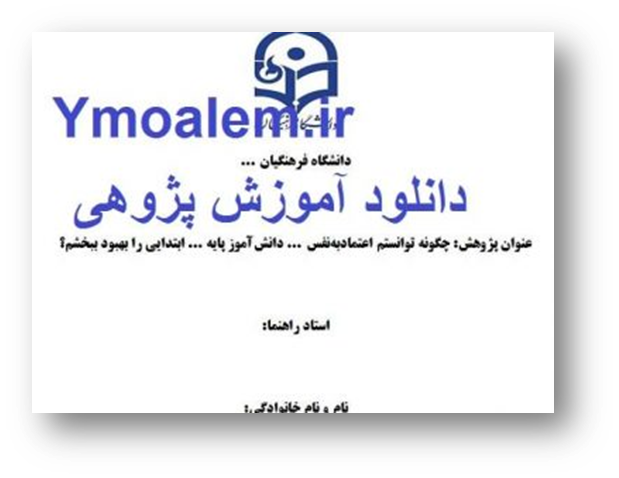 Ymoalem.ir
دانشگاه فرهنگیان ...
دانلود آموزش پژوهی
عنوان پژوهش: چگونه توانستم اعتمادبه‌نفس ... دانش‌آموز پایه ... ابتدایی را بهبود ببخشم؟
استاد راهنما:
نام و نام خانوادگی: